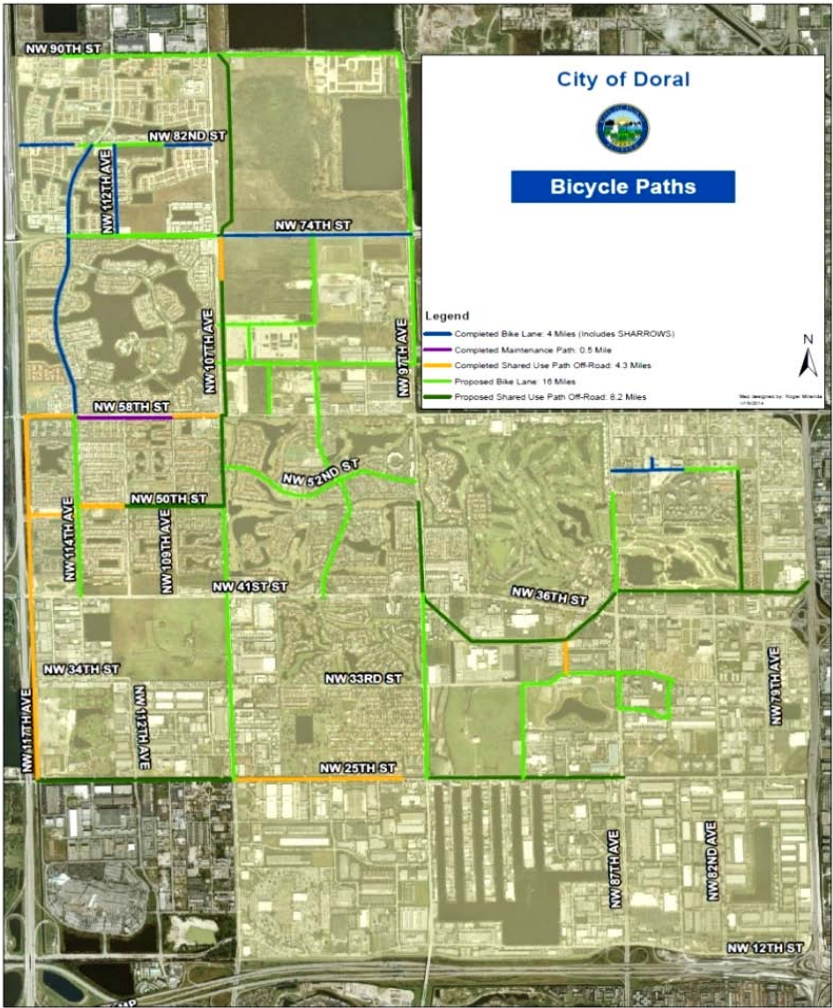 NW 90TH ST
City of Doral
Bicycle Paths
NW 82ND ST
NW 112TH AVE
NW 74TH ST
NW 107TH AVE
NW 97TH AVE
Legend
Completed Bike Lane: 4 Miles (Includes SHARROWS)
Completed Maintenance Path: 0.5 Mile
Completed Shared Use Path Off-Road: 4.3 Miles
Proposed Bike Lane: 16 Miles
Proposed Shared Use Path Off-Road: 8.2 Miles
N
Map designed by: Roger Miranda
NW 58TH ST
NW 52ND ST
NW 50TH ST
NW 114TH AVE
NW 109TH AVE
NW 41ST ST
NW 36TH ST
NW 34TH ST
NW 33RD ST
NW 117TH AVE
NW 112TH AVE
NW 79TH AVE
NW 25TH ST
NW 87TH AVE
NW 82ND AVE
NW 12TH ST